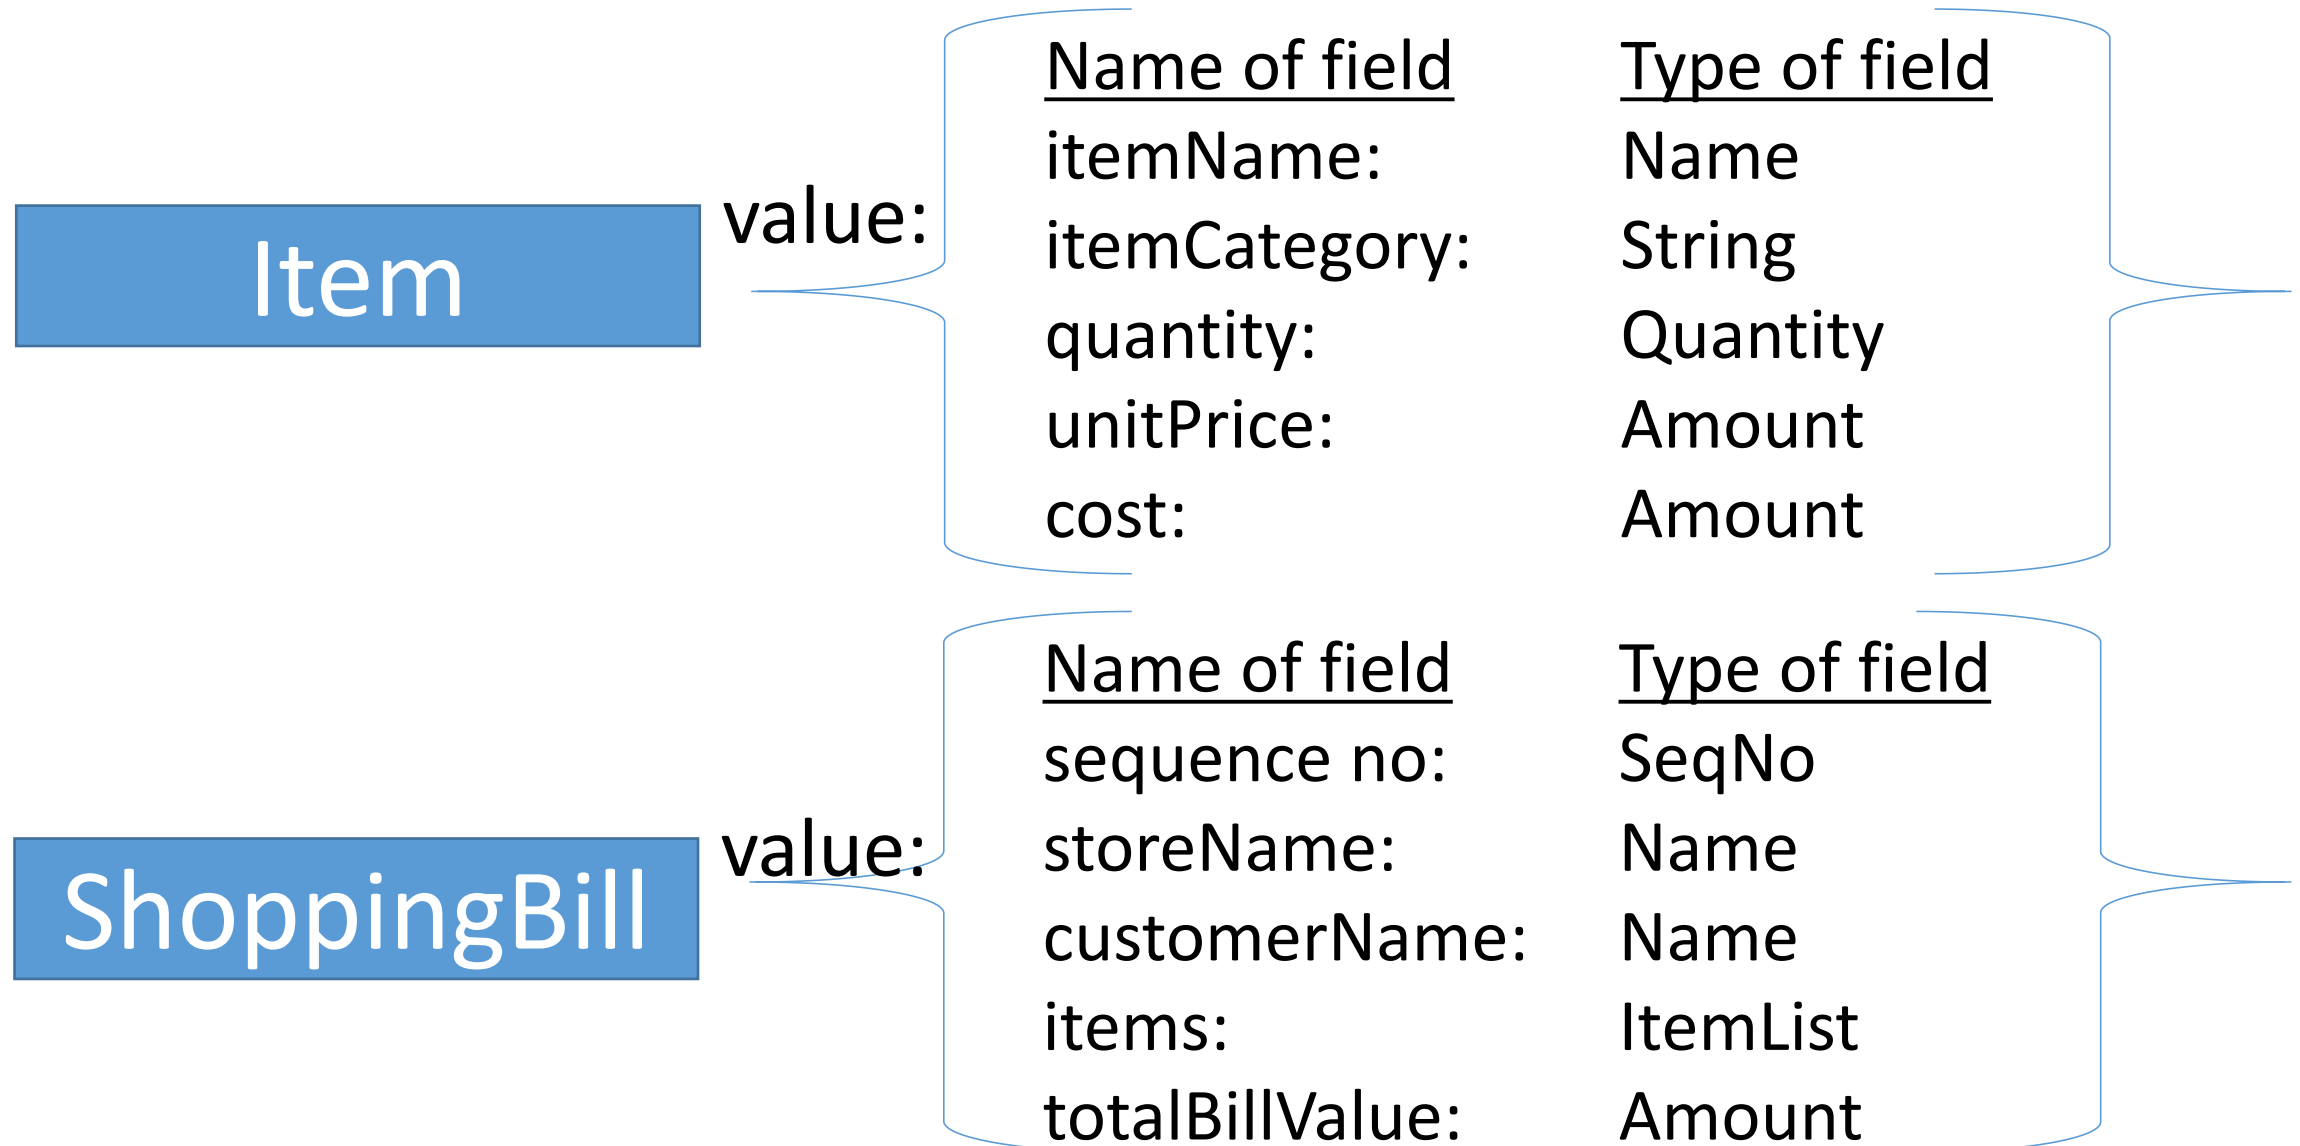 Item
value:
Name of field Type of field
itemName: Name
itemCategory: String
quantity: Quantity
unitPrice: Amount
cost: Amount
ShoppingBill
value:
Name of field Type of field
sequence no: SeqNo
storeName: Name
customerName: Name
items: ItemList
totalBillValue: Amount